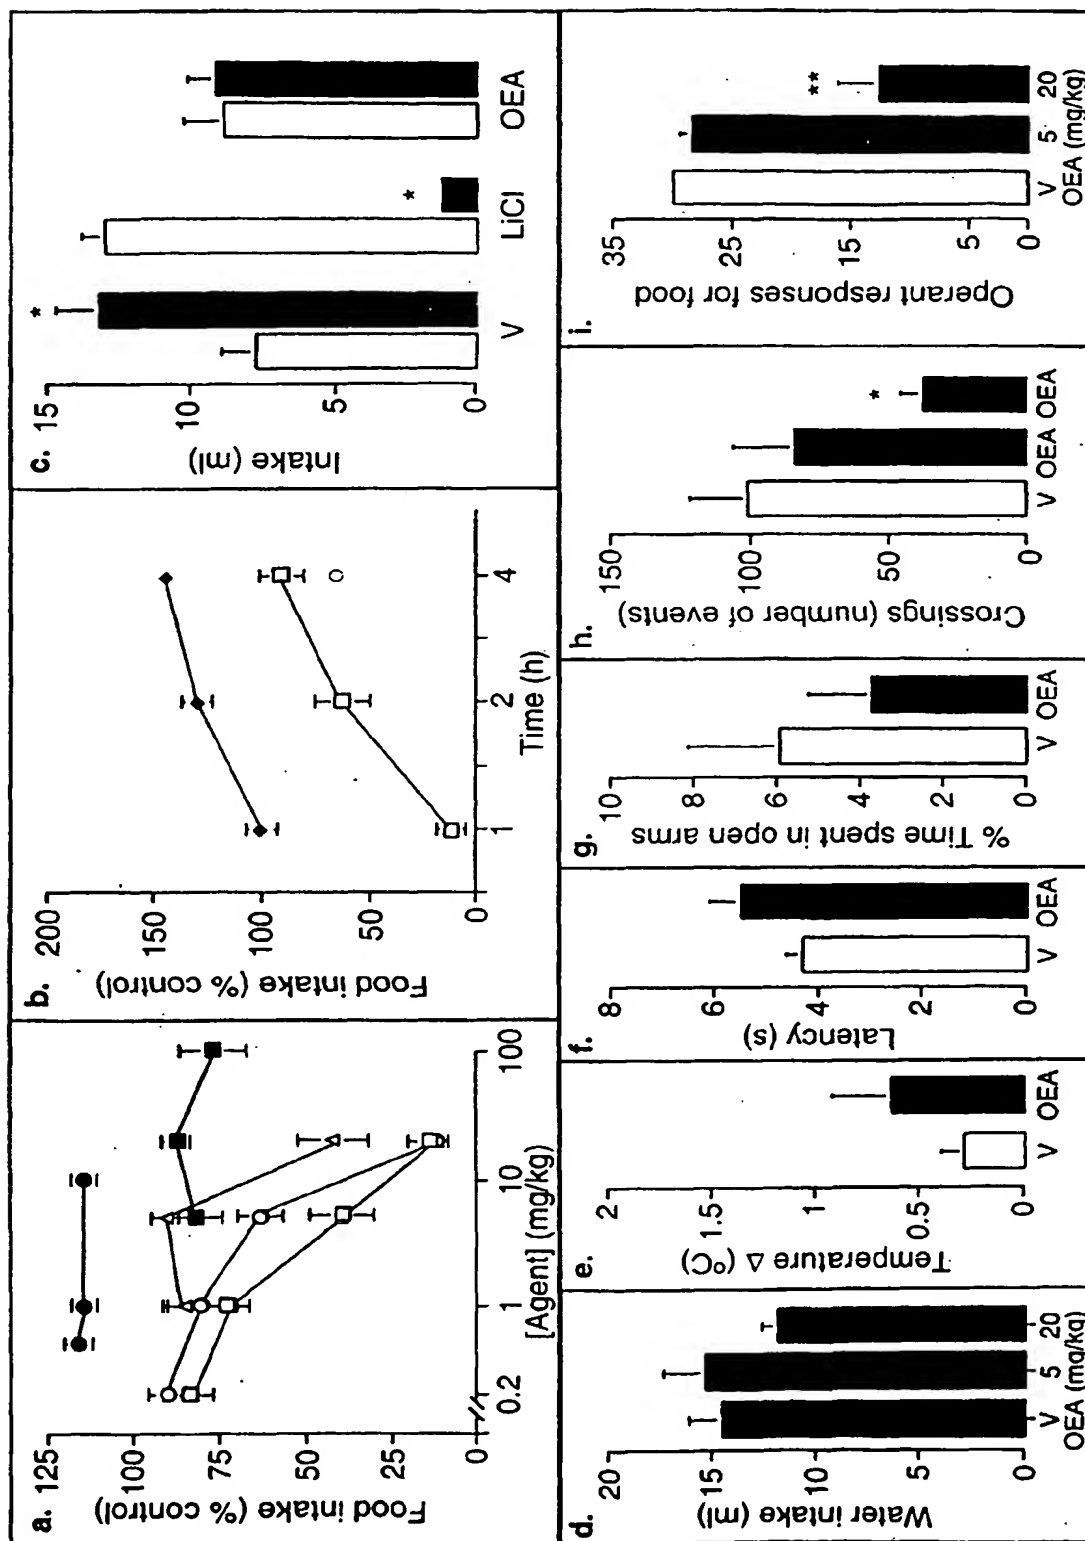 a.
Food intake (% control)
125
100
75
50
25
0
0.2
1
10
100
[Agent] (mg/kg)
b.
Food intake (% control)
200
150
100
50
0
1
2
4
Time (h)
c.
Intake (ml)
15
10
5
0
*
*
V
LiCl
OEA
d.
Water intake (ml)
20
15
10
5
0
V
5
20
OEA (mg/kg)
e.
Temperature Δ (°C)
2
1.5
1
0.5
0
V
OEA
f.
Latency (s)
8
6
4
2
0
V
OEA
g.
% Time spent in open arms
10
8
6
4
2
0
V
OEA
h.
Crossings (number of events)
150
100
50
0
*
V
OEA
OEA
i.
Operant responses for food
35
25
15
5
0
**
V
5
20
OEA (mg/kg)